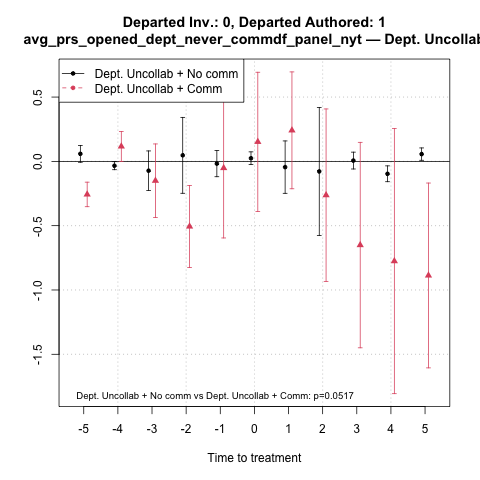 Departed Inv.: 0, Departed Authored: 1
avg_prs_opened_dept_never_commdf_panel_nyt — Dept. Uncollab
Dept. Uncollab + No comm
Dept. Uncollab + Comm
0.5
0.0
-0.5
-1.0
-1.5
Dept. Uncollab + No comm vs Dept. Uncollab + Comm: p=0.0517
-5 -4 -3 -2 -1 0 1 2 3 4 5
Time to treatment